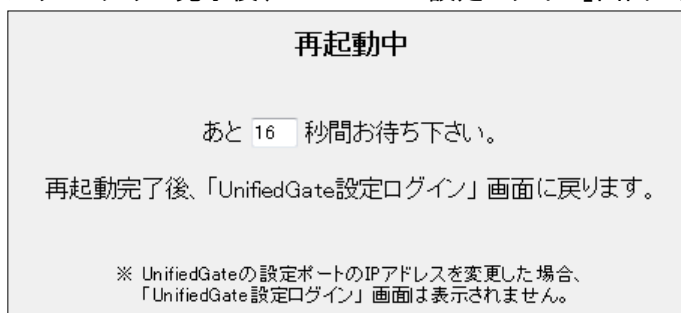 再起動中
あと 16 秒間お待ち下さい。
再起動完了後、「UnifiedGate設定ログイン」画面に戻ります。
※ UnifiedGateの設定ポートのIPアドレスを変更した場合、
「UnifiedGate設定ログイン」画面は表示されません。